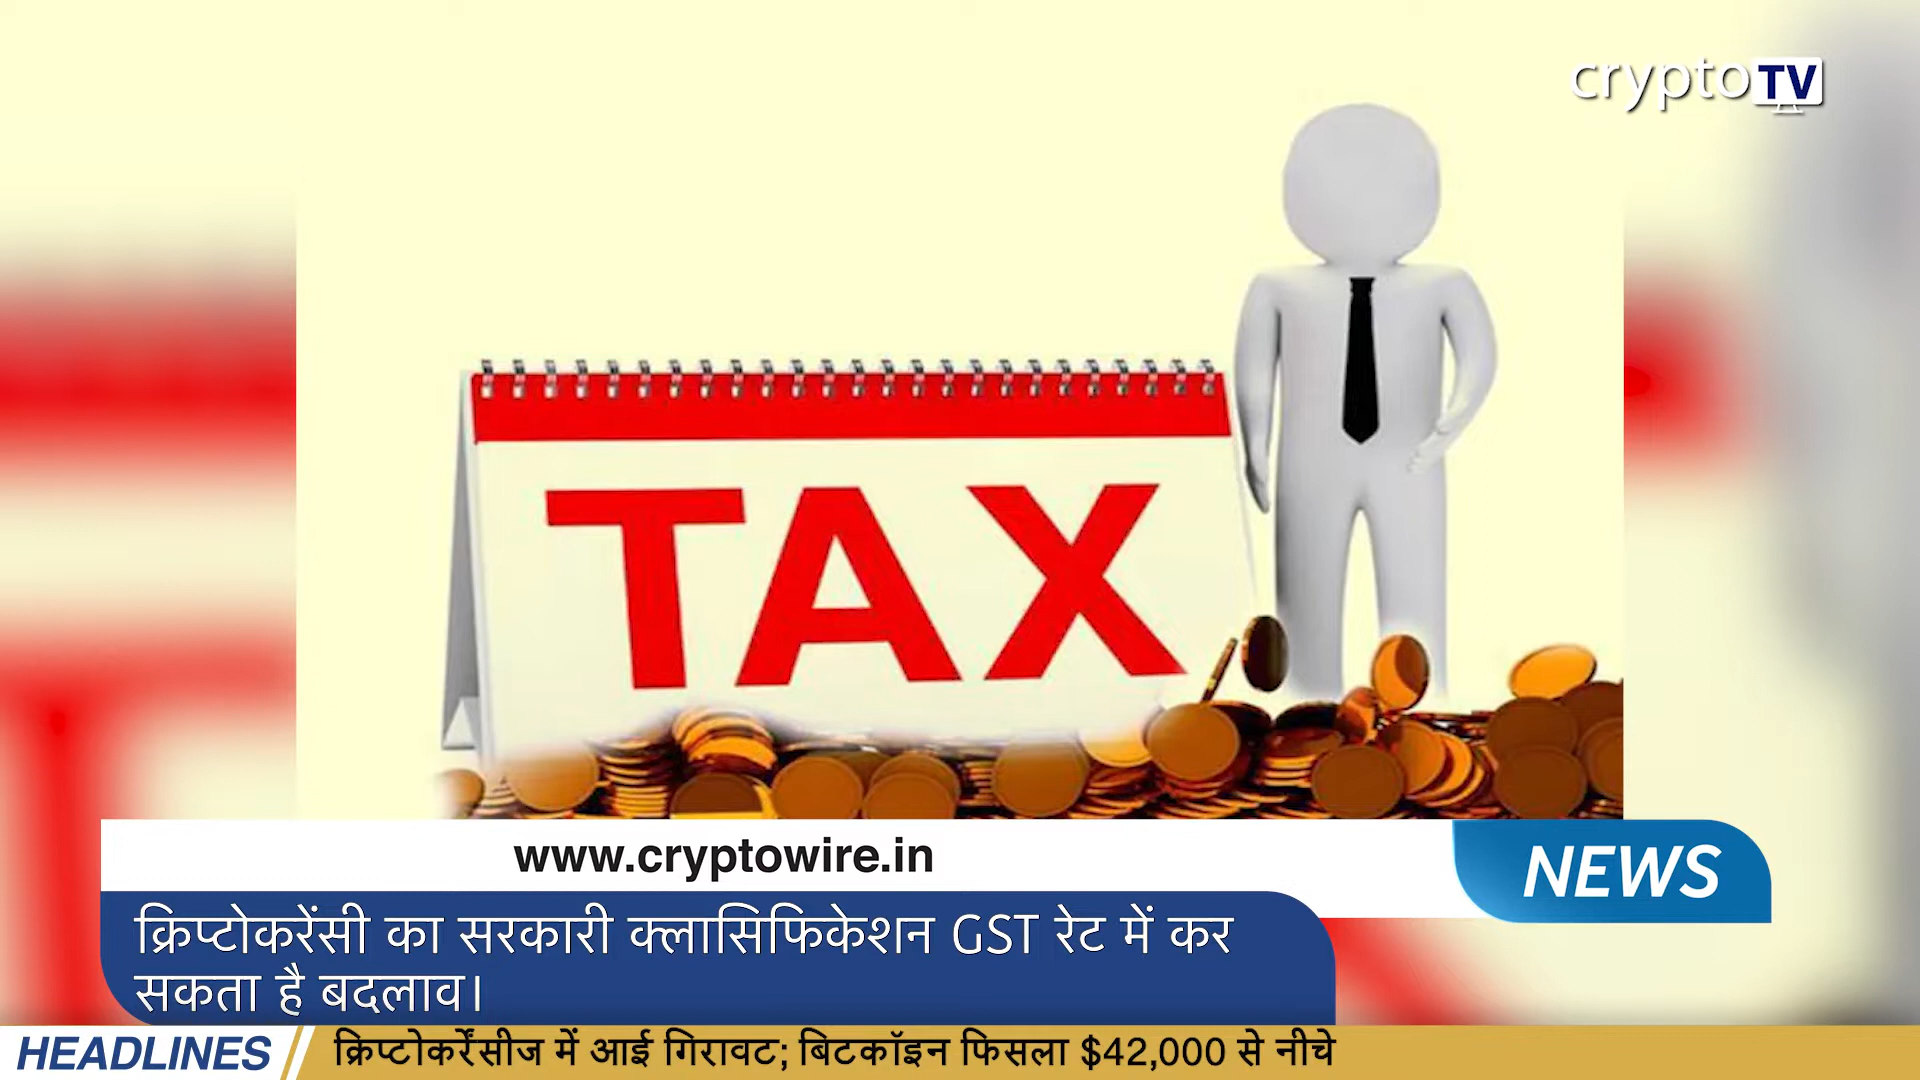 cryptoTV
TAX
www.cryptowire.in
NEWS
क्रिप्टोकरेंसी का सरकारी क्लासिफिकेशन GST रेट में कर
सकता है बदलाव।
HEADLINES
क्रिप्टोकर्रेंसीज में आई गिरावट; बिटकॉइन फिसला $42,000 से नीचे